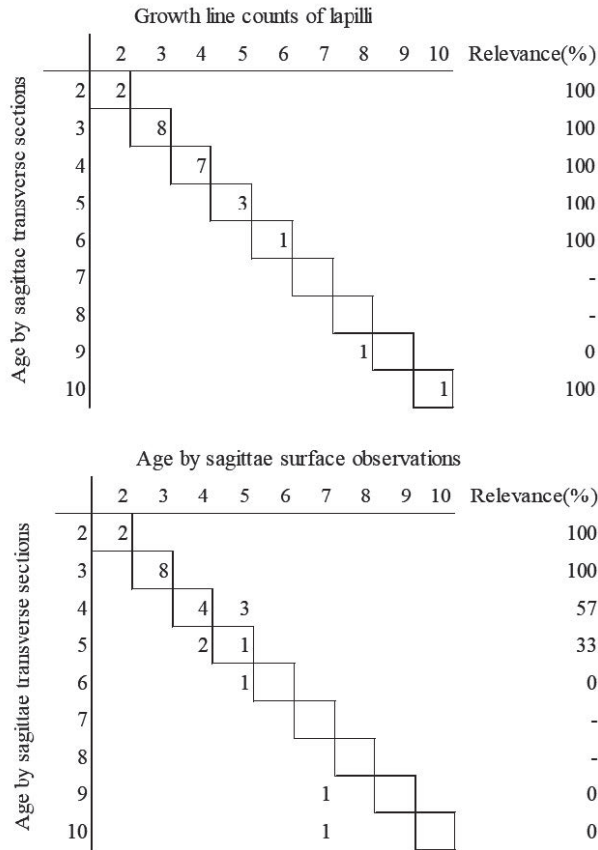 Growth line counts of lapilli
2 3 4 5 6 7 8 9 10 Relevance(%)
Age by sagittae transverse sections
2 2 100
3 8 100
4 7 100
5 3 100
6 1 100
7 -
8 -
9 1 0
10 1 100
Age by sagittae surface observations
2 3 4 5 6 7 8 9 10 Relevance(%)
Age by sagittae transverse sections
2 2 100
3 8 100
4 4 3 57
5 2 1 33
6 1 0
7 -
8 -
9 1 0
10 1 0